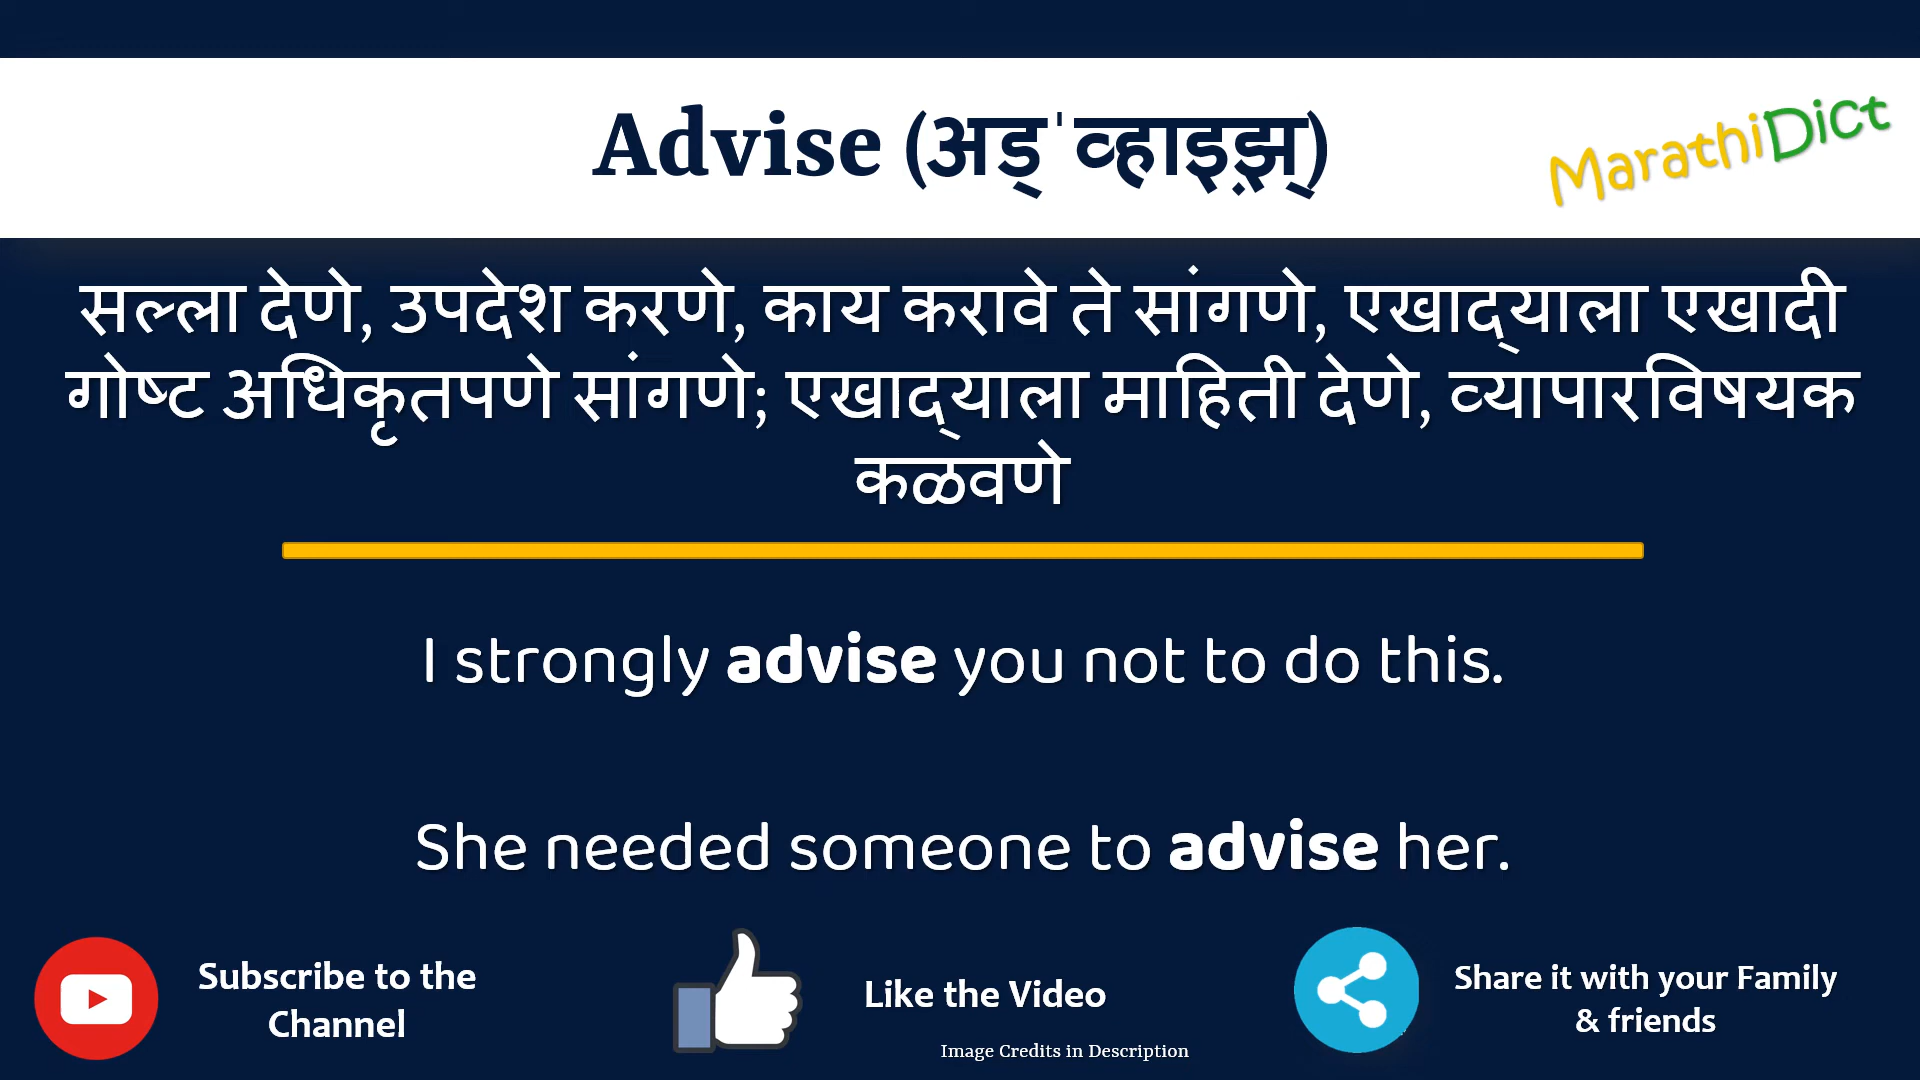 Advise (अड्ˈव्हाइझ़्)
MarathiDict
सल्ला देणे, उपदेश करणे, काय करावे ते सांगणे, एखाद्‌याला एखादी
गोष्ट अधिकृतपणे सांगणे; एखाद्‌याला माहिती देणे, व्यापारविषयक
कळवणे
I strongly advise you not to do this.
She needed someone to advise her.
Subscribe to the
Channel
Like the Video
Share it with your Family
& friends
Image Credits in Description